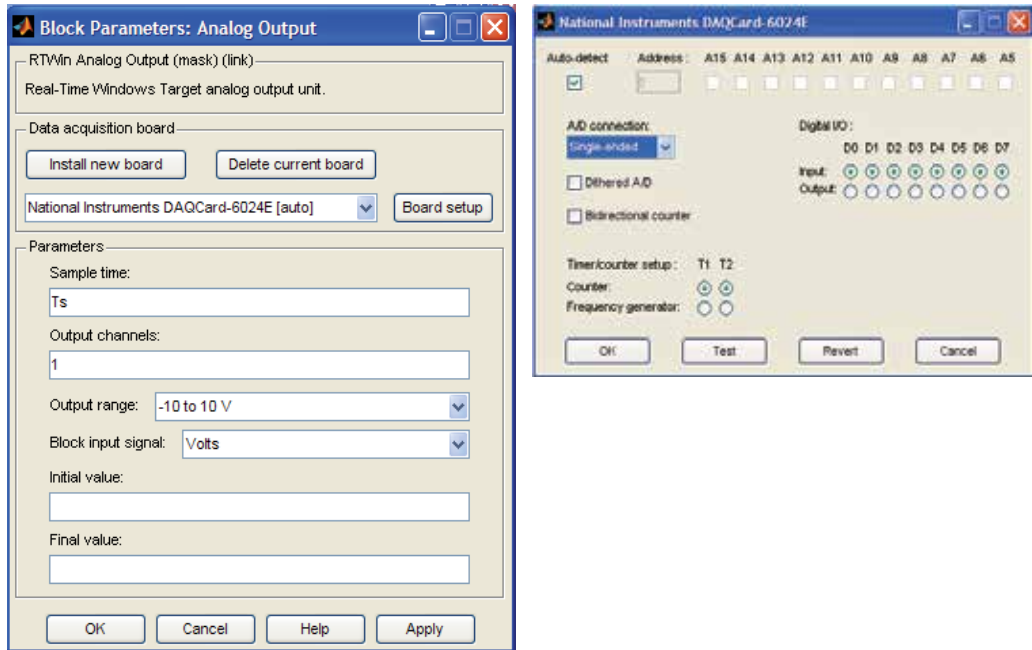 Block Parameters: Analog Output
RTWin Analog Output (mask) (link)
Real-Time Windows Target analog output unit.
Data acquisition board
Install new board
Delete current board
National Instruments DAQCard-6024E [auto]
Board setup
Parameters
Sample time:
Ts
Output channels:
1
Output range: -10 to 10 V
Block input signal: Volts
Initial value:
Final value:
OK Cancel Help Apply
National Instruments DAQCard-6024E
Auto-detect Address: A15 A14 A13 A12 A11 A10 A9 A8 A7 A6 A5
A/D connection:
Single-ended
Dithered A/D
Bidirectional counter
Digital I/O:
D0 D1 D2 D3 D4 D5 D6 D7
Input:
Output:
Timer/counter setup: T1 T2
Counter:
Frequency generator:
OK Test Revert Cancel